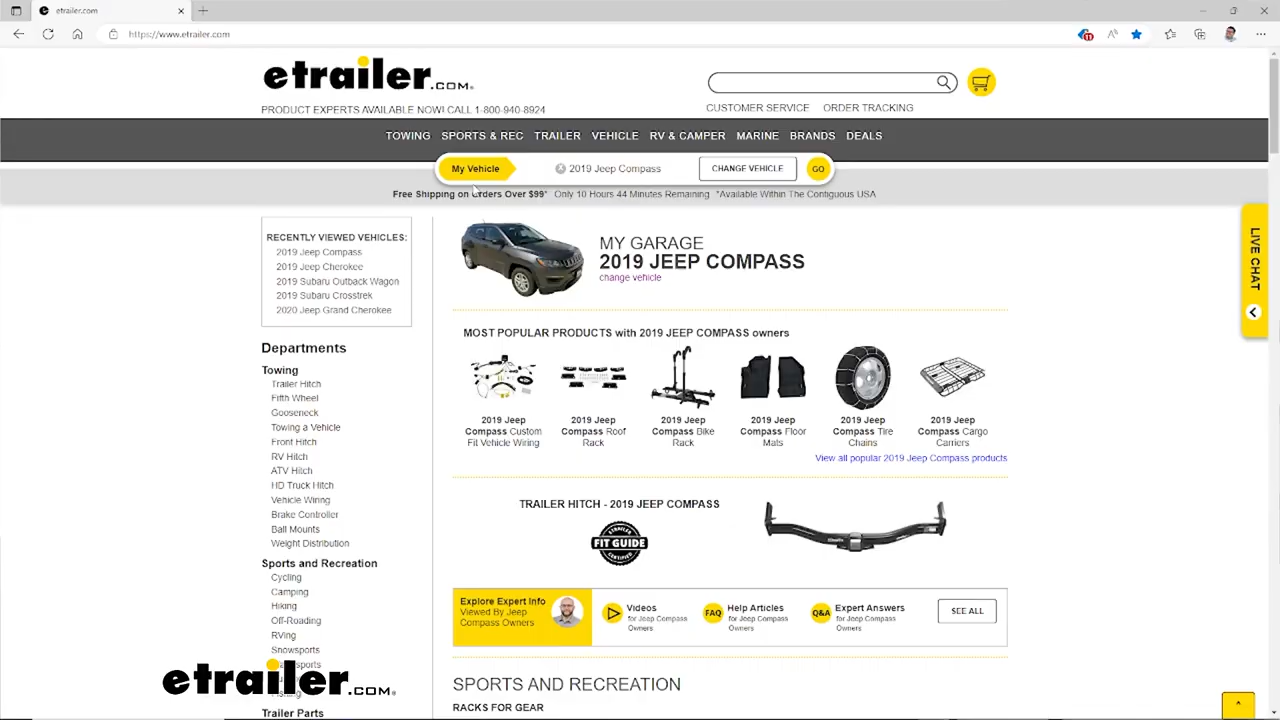 etrailer.com
https://www.etrailer.com
etrailer.com
PRODUCT EXPERTS AVAILABLE NOW! CALL 1-800-940-8924
CUSTOMER SERVICE ORDER TRACKING
TOWING SPORTS & REC TRAILER VEHICLE RV & CAMPER MARINE BRANDS DEALS
My Vehicle 2019 Jeep Compass CHANGE VEHICLE GO
Free Shipping on Orders Over $99* Only 10 Hours 44 Minutes Remaining *Available Within The Contiguous USA
LIVE CHAT
RECENTLY VIEWED VEHICLES:
2019 Jeep Compass
2019 Jeep Cherokee
2019 Subaru Outback Wagon
2019 Subaru Crosstrek
2020 Jeep Grand Cherokee
Departments
Towing
Trailer Hitch
Fifth Wheel
Gooseneck
Towing a Vehicle
Front Hitch
RV Hitch
ATV Hitch
HD Truck Hitch
Vehicle Wiring
Brake Controller
Ball Mounts
Weight Distribution
Sports and Recreation
Cycling
Camping
Hiking
Off-Roading
RVing
Snowsports
etrailer.com
Trailer Parts
MY GARAGE
2019 JEEP COMPASS
change vehicle
MOST POPULAR PRODUCTS with 2019 JEEP COMPASS owners
2019 Jeep
Compass Custom
Fit Vehicle Wiring
2019 Jeep
Compass Roof
Rack
2019 Jeep
Compass Bike
Rack
2019 Jeep
Compass Floor
Mats
2019 Jeep
Compass Tire
Chains
2019 Jeep
Compass Cargo
Carriers
View all popular 2019 Jeep Compass products
TRAILER HITCH - 2019 JEEP COMPASS
ETRAILER
FIT GUIDE
CERTIFIED
Explore Expert Info
Viewed By Jeep
Compass Owners
Videos
for Jeep Compass
Owners
FAQ
Help Articles
for Jeep Compass
Owners
Q&A
Expert Answers
for Jeep Compass
Owners
SEE ALL
SPORTS AND RECREATION
RACKS FOR GEAR